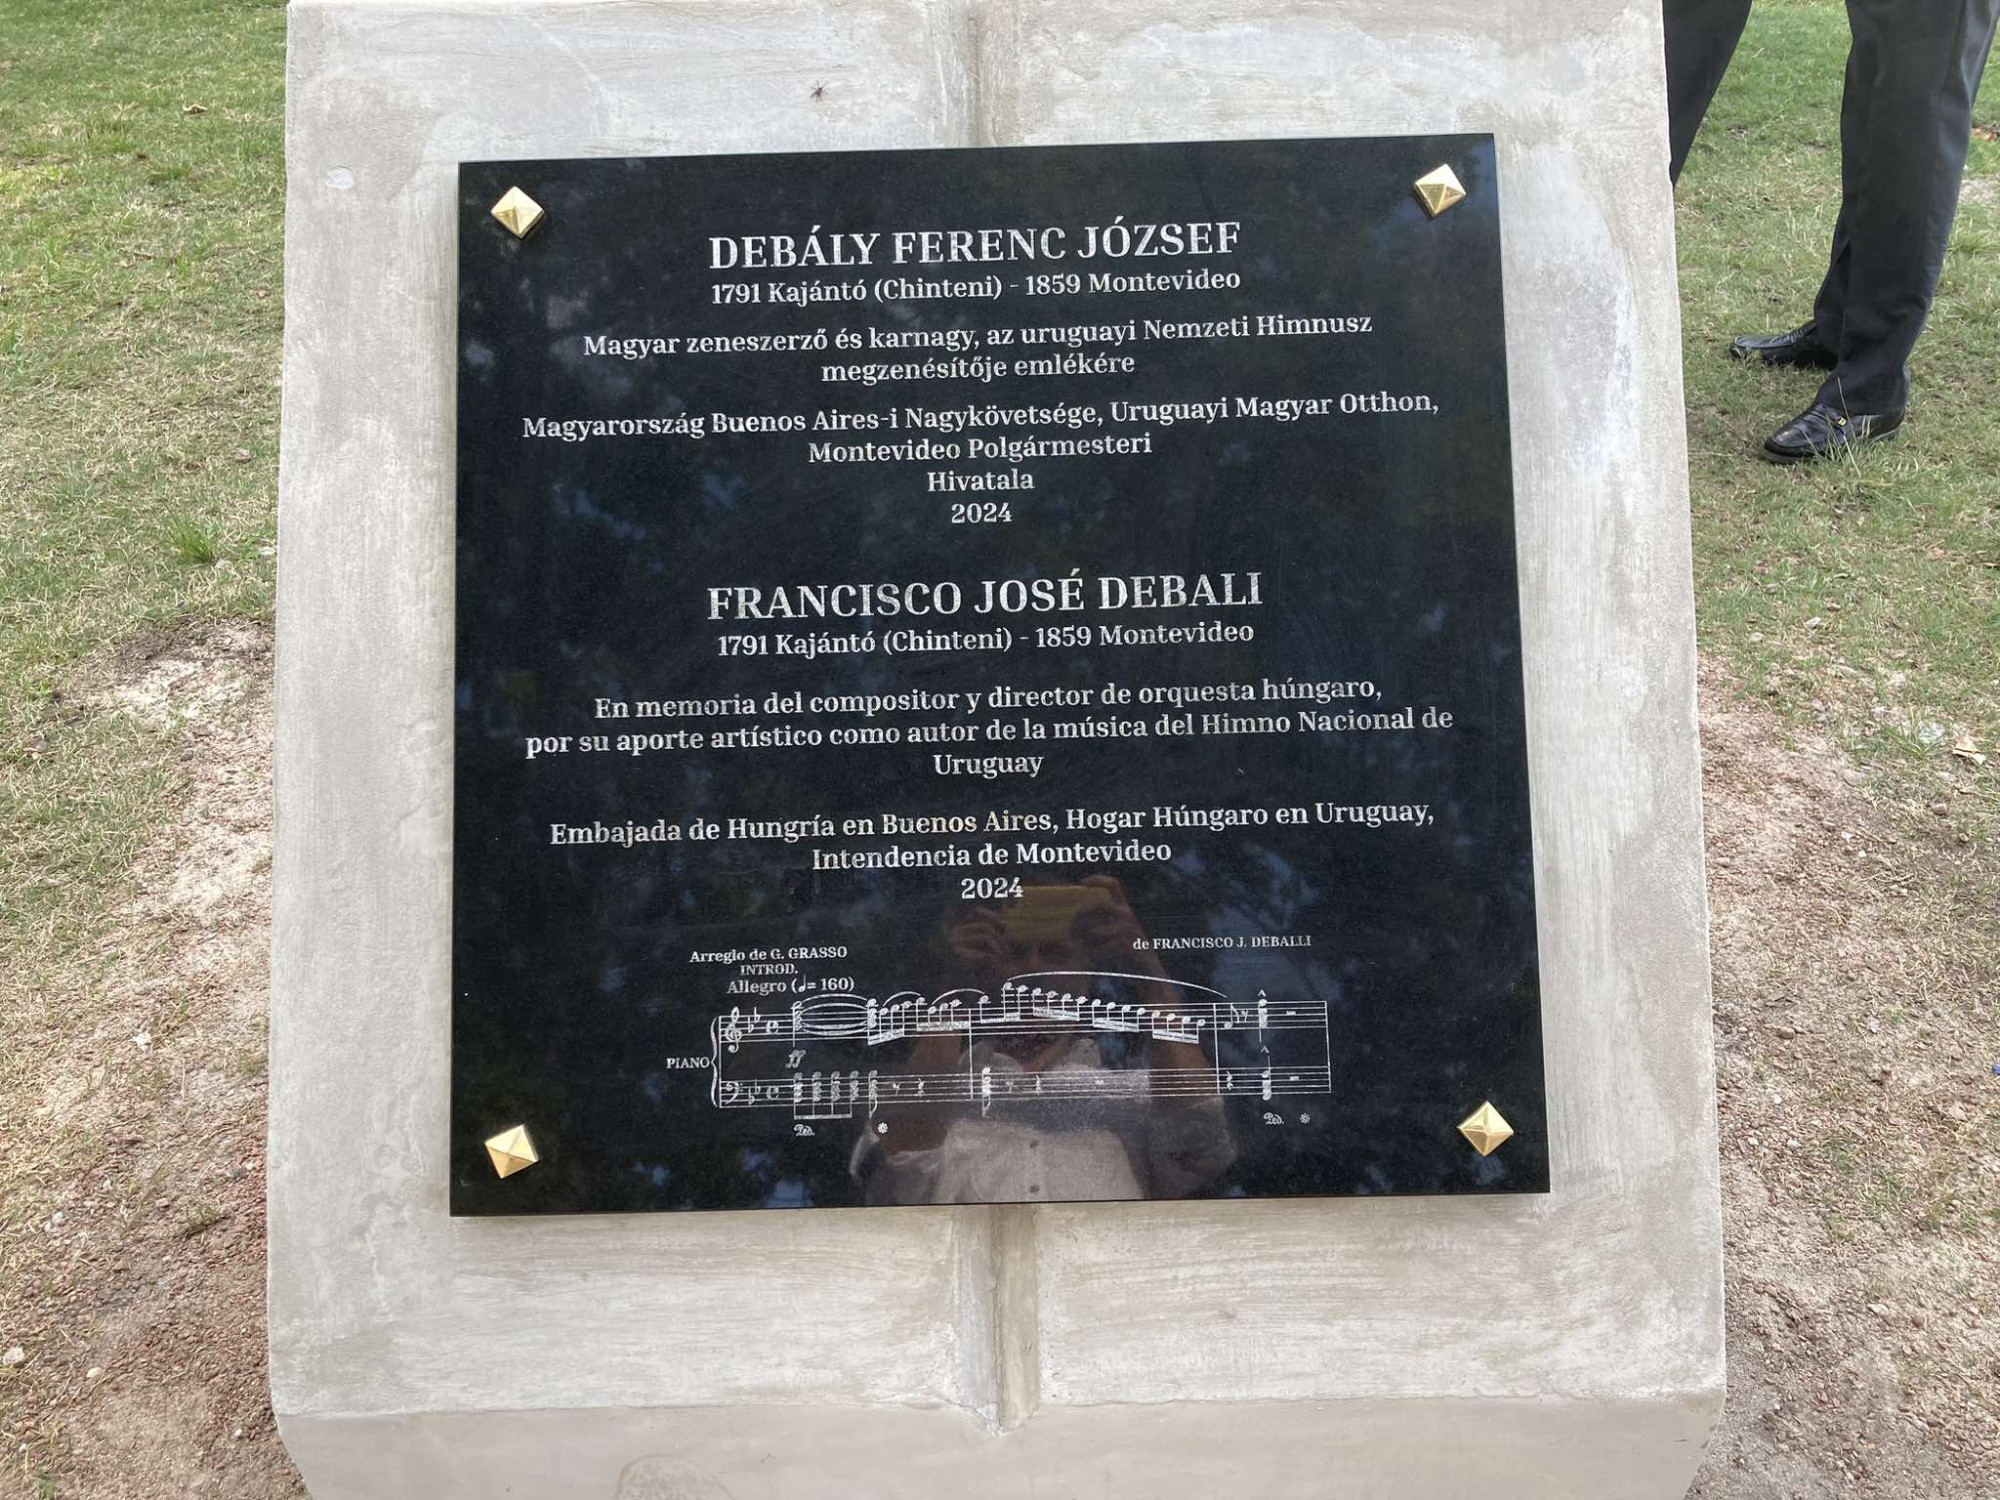 DEBÁLY FERENC JÓZSEF
1791 Kajántó (Chinteni) - 1859 Montevideo
Magyar zeneszerző és karnagy, az uruguayi Nemzeti Himnusz
megzenésítője emlékére
Magyarország Buenos Aires-i Nagykövetsége, Uruguayi Magyar Otthon,
Montevideo Polgármesteri
Hivatala
2024
FRANCISCO JOSÉ DEBALI
1791 Kajántó (Chinteni) - 1859 Montevideo
En memoria del compositor y director de orquesta húngaro,
por su aporte artístico como autor de la música del Himno Nacional de
Uruguay
Embajada de Hungría en Buenos Aires, Hogar Húngaro en Uruguay,
Intendencia de Montevideo
2024
Arreglo de G. GRASSO
de FRANCISCO J. DEBALLI
INTROD.
Allegro (♩= 160)
PIANO
ff
Ped.
Ped.